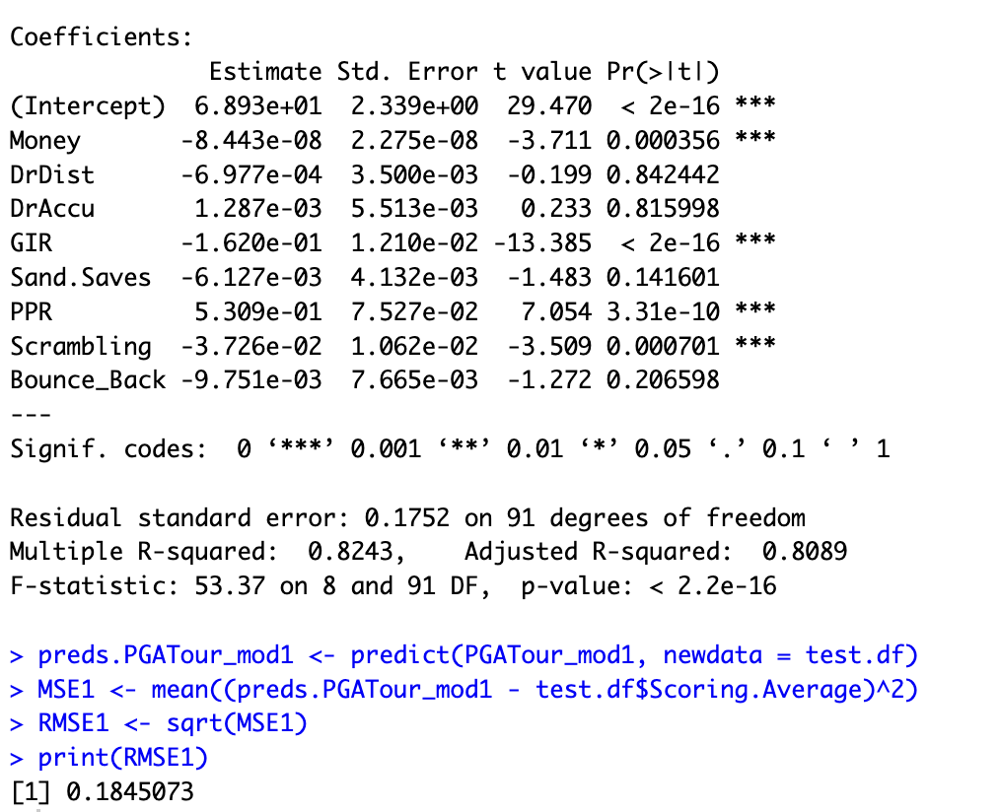 Coefficients:
              Estimate Std. Error t value Pr(>|t|)
(Intercept)  6.893e+01  2.339e+00  29.470  < 2e-16 ***
Money       -8.443e-08  2.275e-08  -3.711 0.000356 ***
DrDist      -6.977e-04  3.500e-03  -0.199 0.842442
DrAccu       1.287e-03  5.513e-03   0.233 0.815998
GIR         -1.620e-01  1.210e-02 -13.385  < 2e-16 ***
Sand.Saves  -6.127e-03  4.132e-03  -1.483 0.141601
PPR          5.309e-01  7.527e-02   7.054 3.31e-10 ***
Scrambling  -3.726e-02  1.062e-02  -3.509 0.000701 ***
Bounce_Back -9.751e-03  7.665e-03  -1.272 0.206598
---
Signif. codes:  0 ‘***’ 0.001 ‘**’ 0.01 ‘*’ 0.05 ‘.’ 0.1 ‘ ’ 1

Residual standard error: 0.1752 on 91 degrees of freedom
Multiple R-squared:  0.8243,	Adjusted R-squared:  0.8089
F-statistic: 53.37 on 8 and 91 DF,  p-value: < 2.2e-16

> preds.PGATour_mod1 <- predict(PGATour_mod1, newdata = test.df)
> MSE1 <- mean((preds.PGATour_mod1 - test.df$Scoring.Average)^2)
> RMSE1 <- sqrt(MSE1)
> print(RMSE1)
[1] 0.1845073